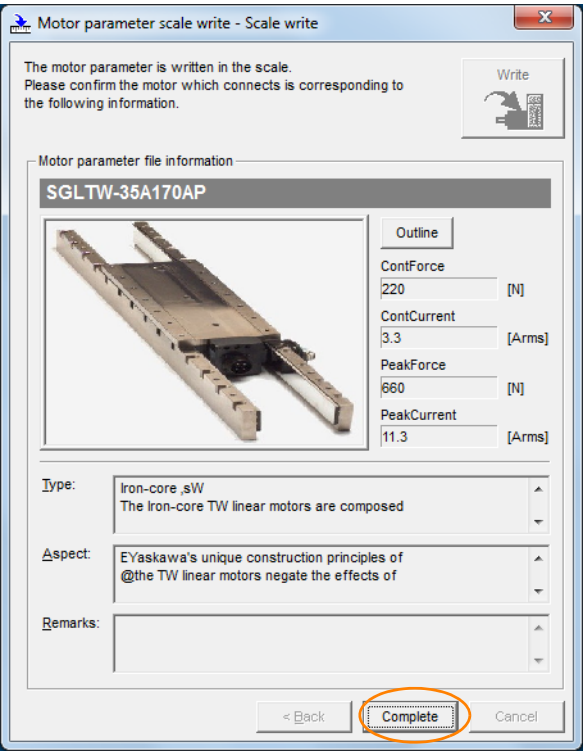 Motor parameter scale write - Scale write
The motor parameter is written in the scale.
Please confirm the motor which connects is corresponding to
the following information.
Write
Motor parameter file information
SGLTW-35A170AP
Outline
ContForce
220 [N]
ContCurrent
3.3 [Arms]
PeakForce
660 [N]
PeakCurrent
11.3 [Arms]
Type:
Iron-core ,sW
The Iron-core TW linear motors are composed
Aspect:
EYaskawa's unique construction principles of
@the TW linear motors negate the effects of
Remarks:
< Back Complete Cancel